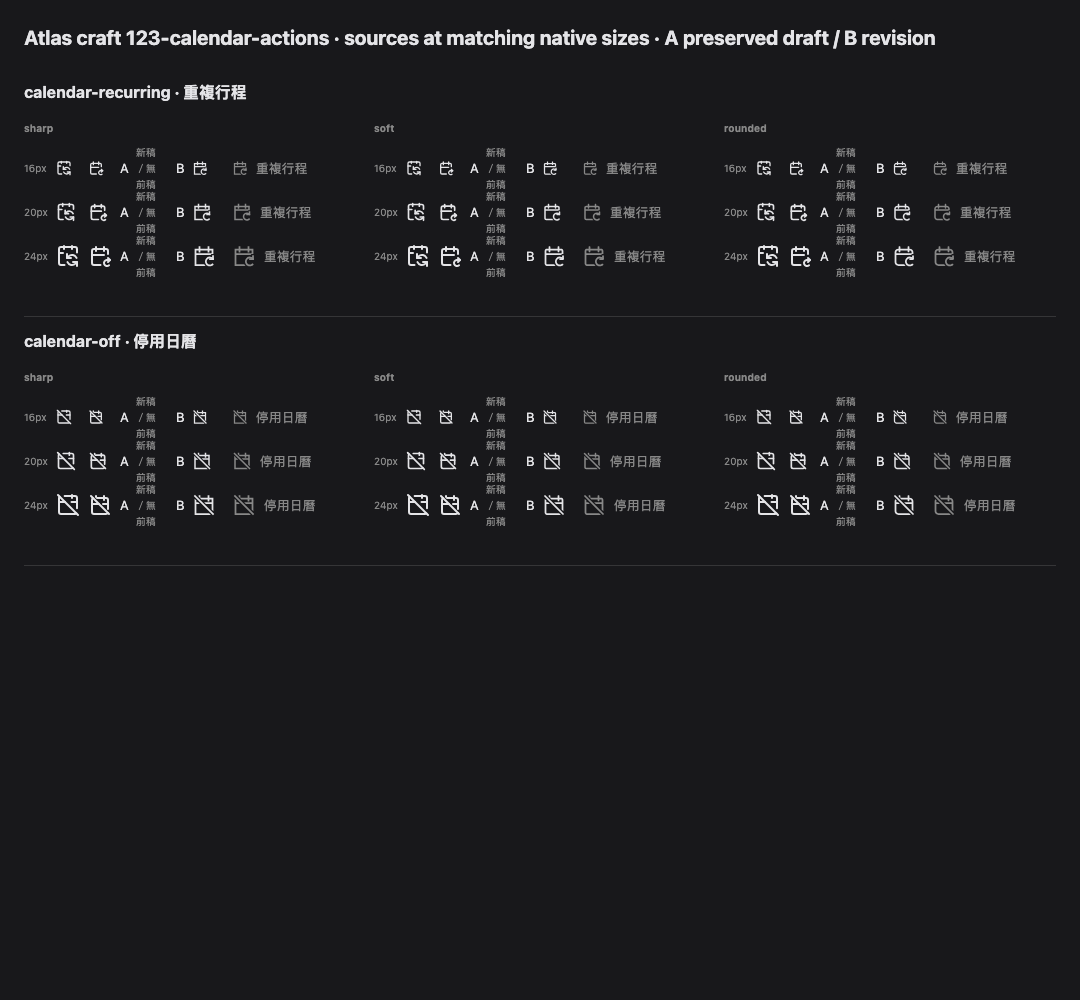 Atlas craft 123-calendar-actions · sources at matching native sizes · A preserved draft / B revision
calendar-recurring · 重複行程
sharp
16px A 新稿 / 無前稿 B 重複行程
20px A 新稿 / 無前稿 B 重複行程
24px A 新稿 / 無前稿 B 重複行程
soft
16px A 新稿 / 無前稿 B 重複行程
20px A 新稿 / 無前稿 B 重複行程
24px A 新稿 / 無前稿 B 重複行程
rounded
16px A 新稿 / 無前稿 B 重複行程
20px A 新稿 / 無前稿 B 重複行程
24px A 新稿 / 無前稿 B 重複行程
calendar-off · 停用日曆
sharp
16px A 新稿 / 無前稿 B 停用日曆
20px A 新稿 / 無前稿 B 停用日曆
24px A 新稿 / 無前稿 B 停用日曆
soft
16px A 新稿 / 無前稿 B 停用日曆
20px A 新稿 / 無前稿 B 停用日曆
24px A 新稿 / 無前稿 B 停用日曆
rounded
16px A 新稿 / 無前稿 B 停用日曆
20px A 新稿 / 無前稿 B 停用日曆
24px A 新稿 / 無前稿 B 停用日曆